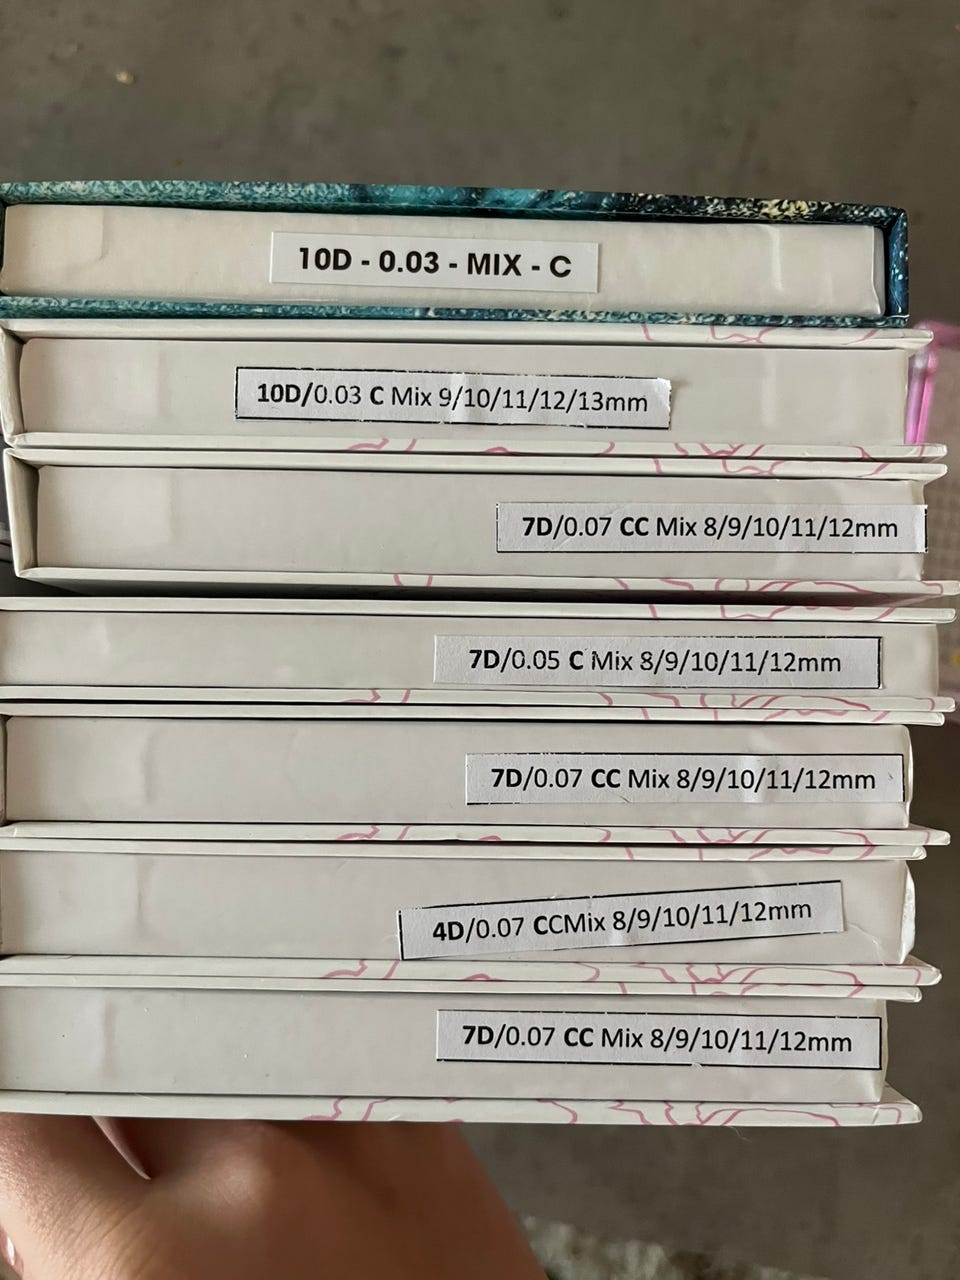 10D - 0.03 - MIX - C
10D/0.03 C Mix 9/10/11/12/13mm
7D/0.07 CC Mix 8/9/10/11/12mm
7D/0.05 C Mix 8/9/10/11/12mm
7D/0.07 CC Mix 8/9/10/11/12mm
4D/0.07 CCMix 8/9/10/11/12mm
7D/0.07 CC Mix 8/9/10/11/12mm